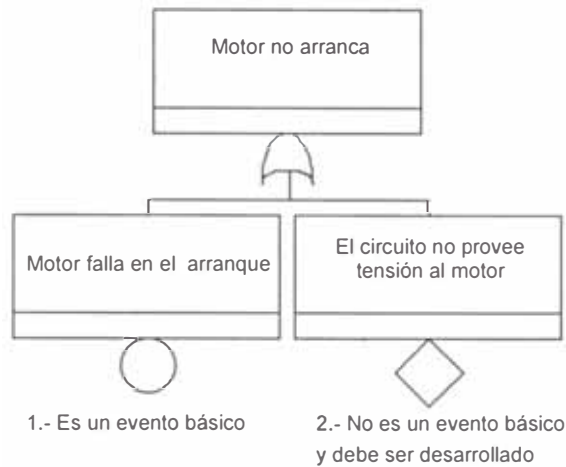 Motor no arranca
Motor falla en el arranque
El circuito no provee
tensión al motor
1.- Es un evento básico
2.- No es un evento básico
y debe ser desarrollado